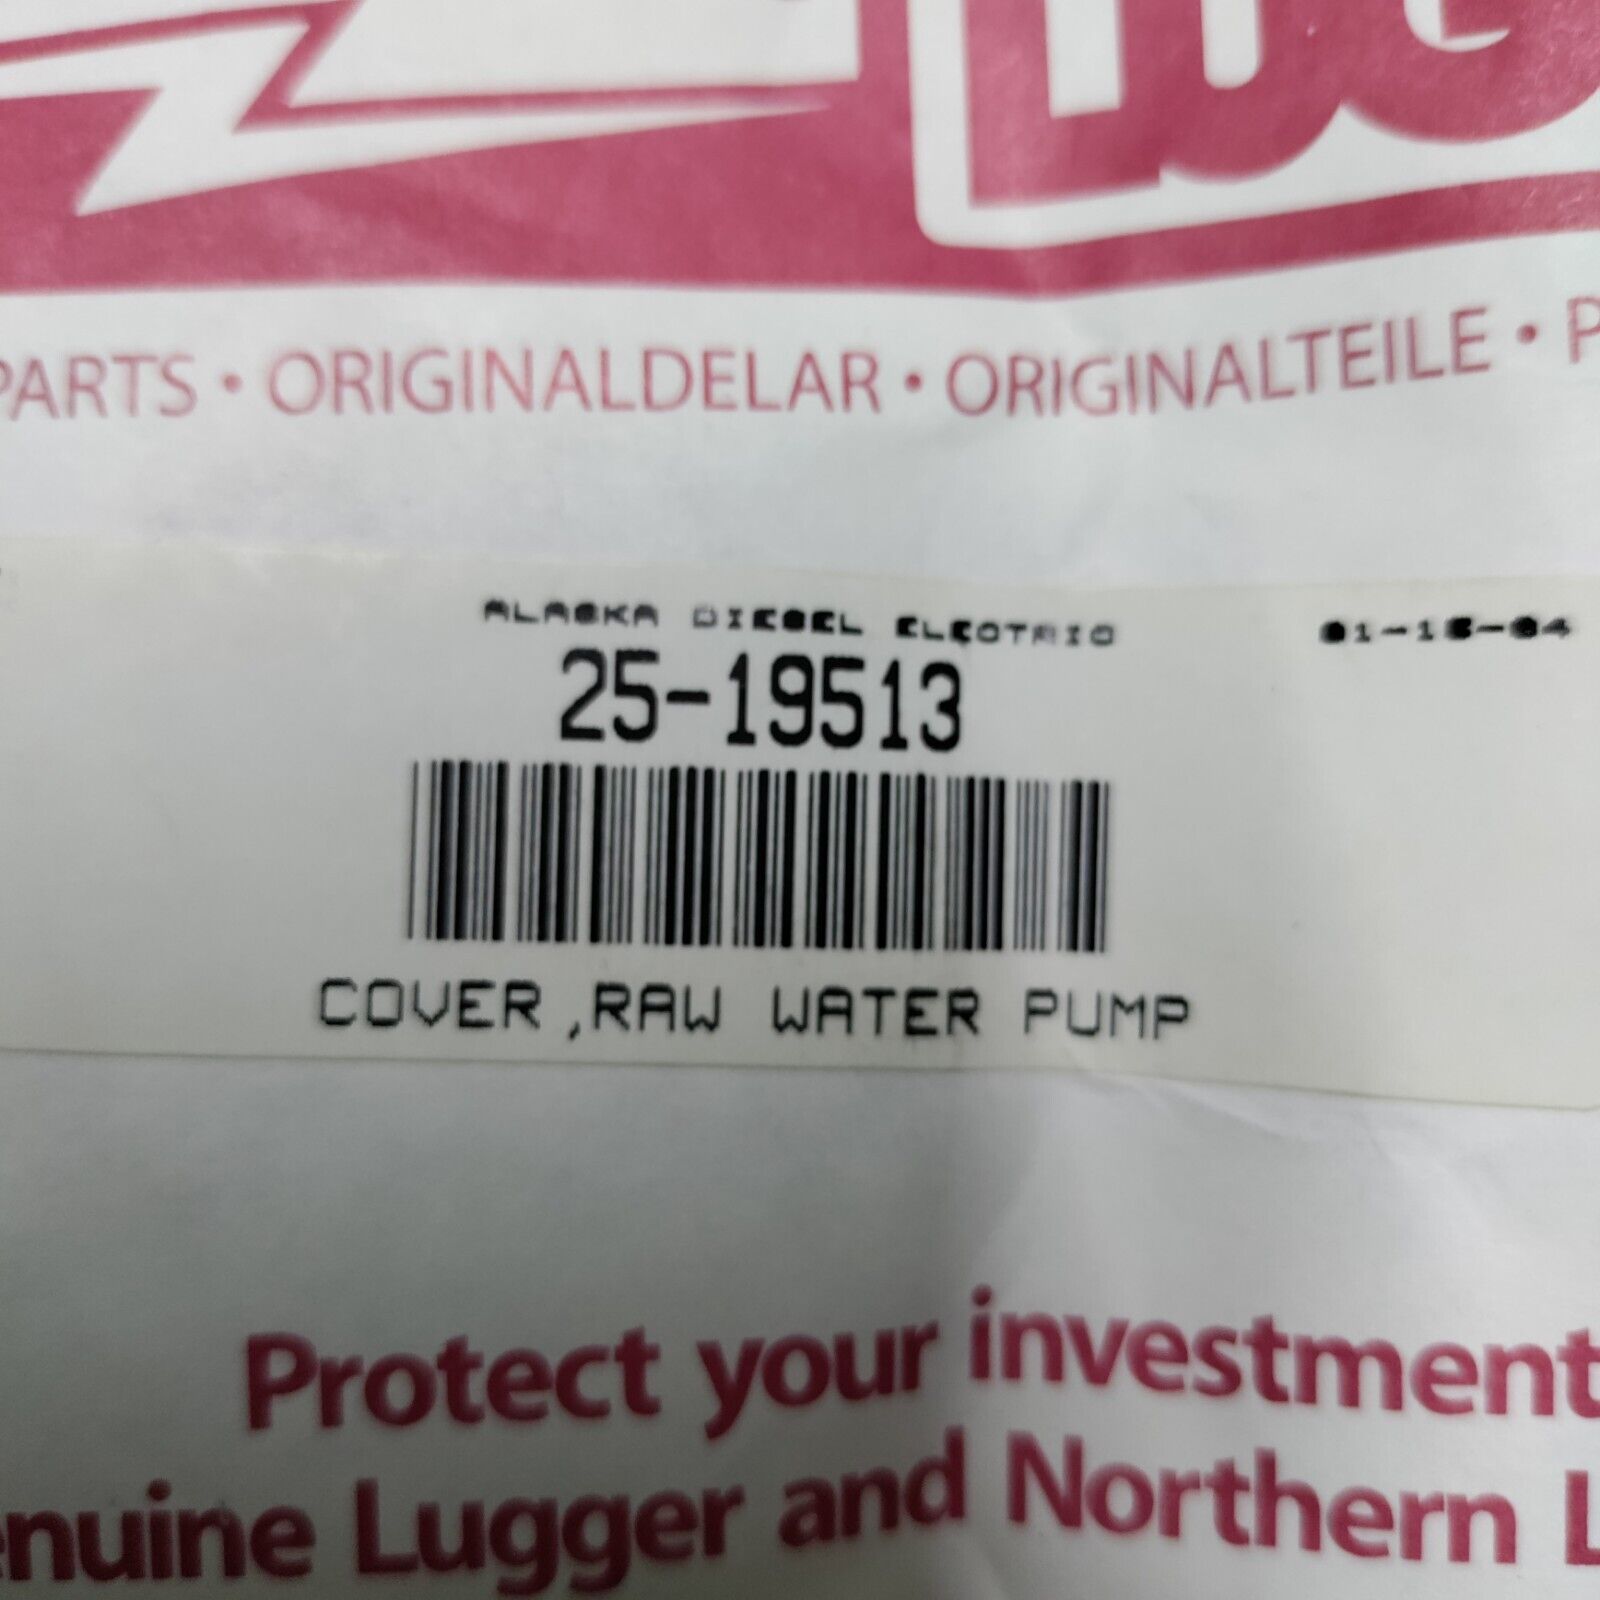 PARTS • ORIGINALDELAR • ORIGINALTEILE • P
ALASKA DIESEL ELECTRIC
25-19513
COVER,RAW WATER PUMP
Protect your investment
enuine Lugger and Northern L